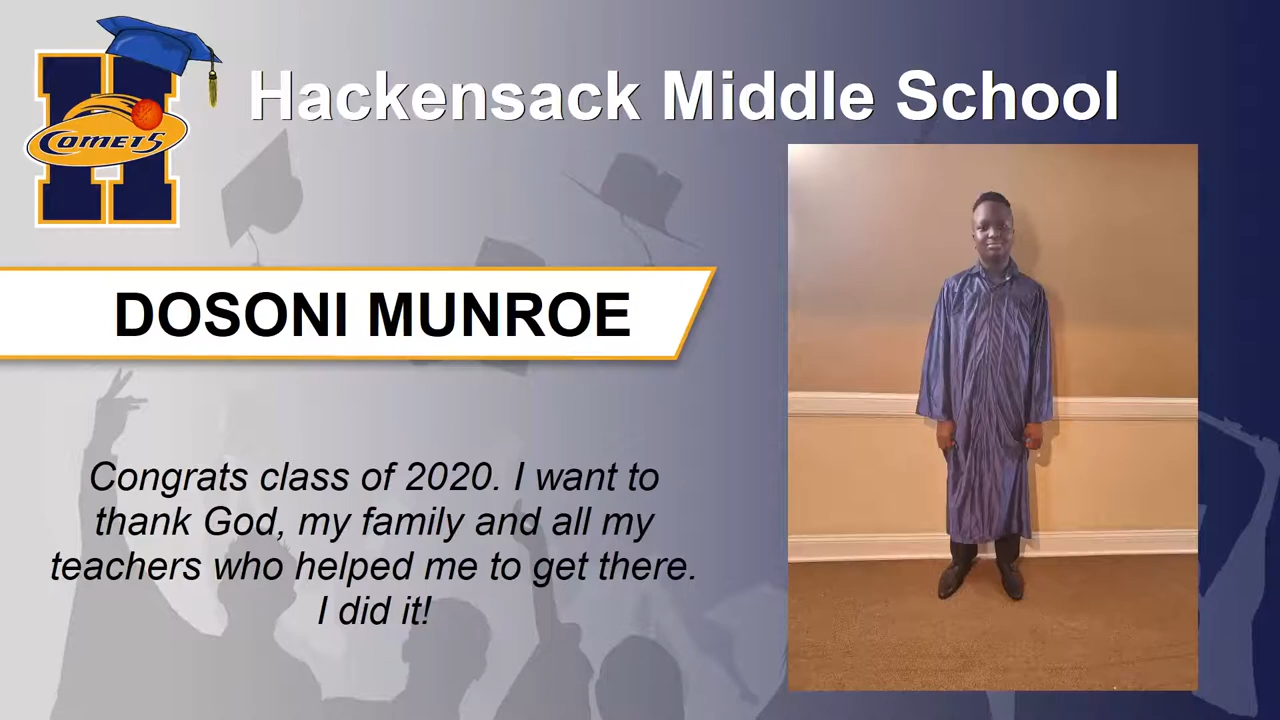 Hackensack Middle School
COMETS
DOSONI MUNROE
Congrats class of 2020. I want to
thank God, my family and all my
teachers who helped me to get there.
I did it!